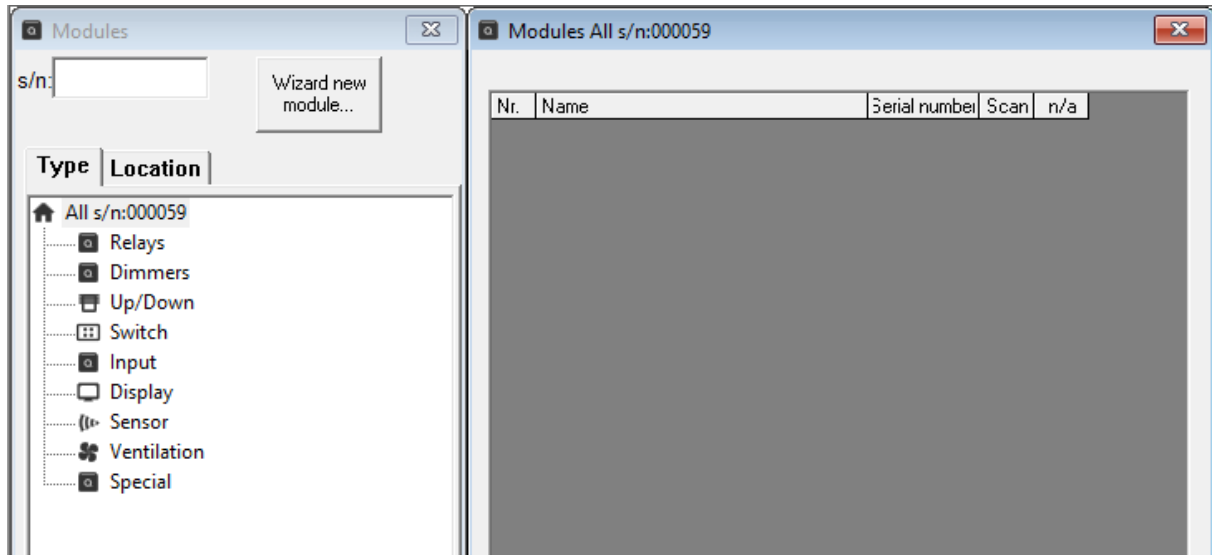 Modules
s/n:
Wizard new
module...
Type
Location
All s/n:000059
Relays
Dimmers
Up/Down
Switch
Input
Display
Sensor
Ventilation
Special
Modules All s/n:000059
Nr. Name Serial number Scan n/a